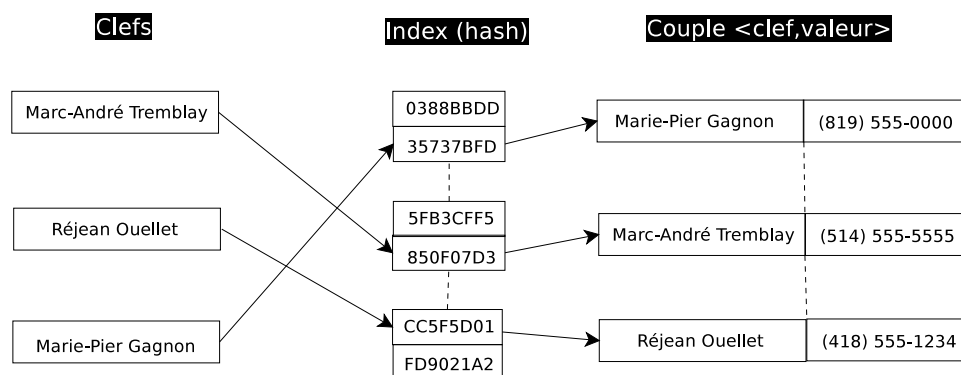 Clefs
Index (hash)
Couple <clef,valeur>
Marc-André Tremblay
Réjean Ouellet
Marie-Pier Gagnon
0388BBDD
35737BFD
5FB3CFF5
850F07D3
CC5F5D01
FD9021A2
Marie-Pier Gagnon (819) 555-0000
Marc-André Tremblay (514) 555-5555
Réjean Ouellet (418) 555-1234